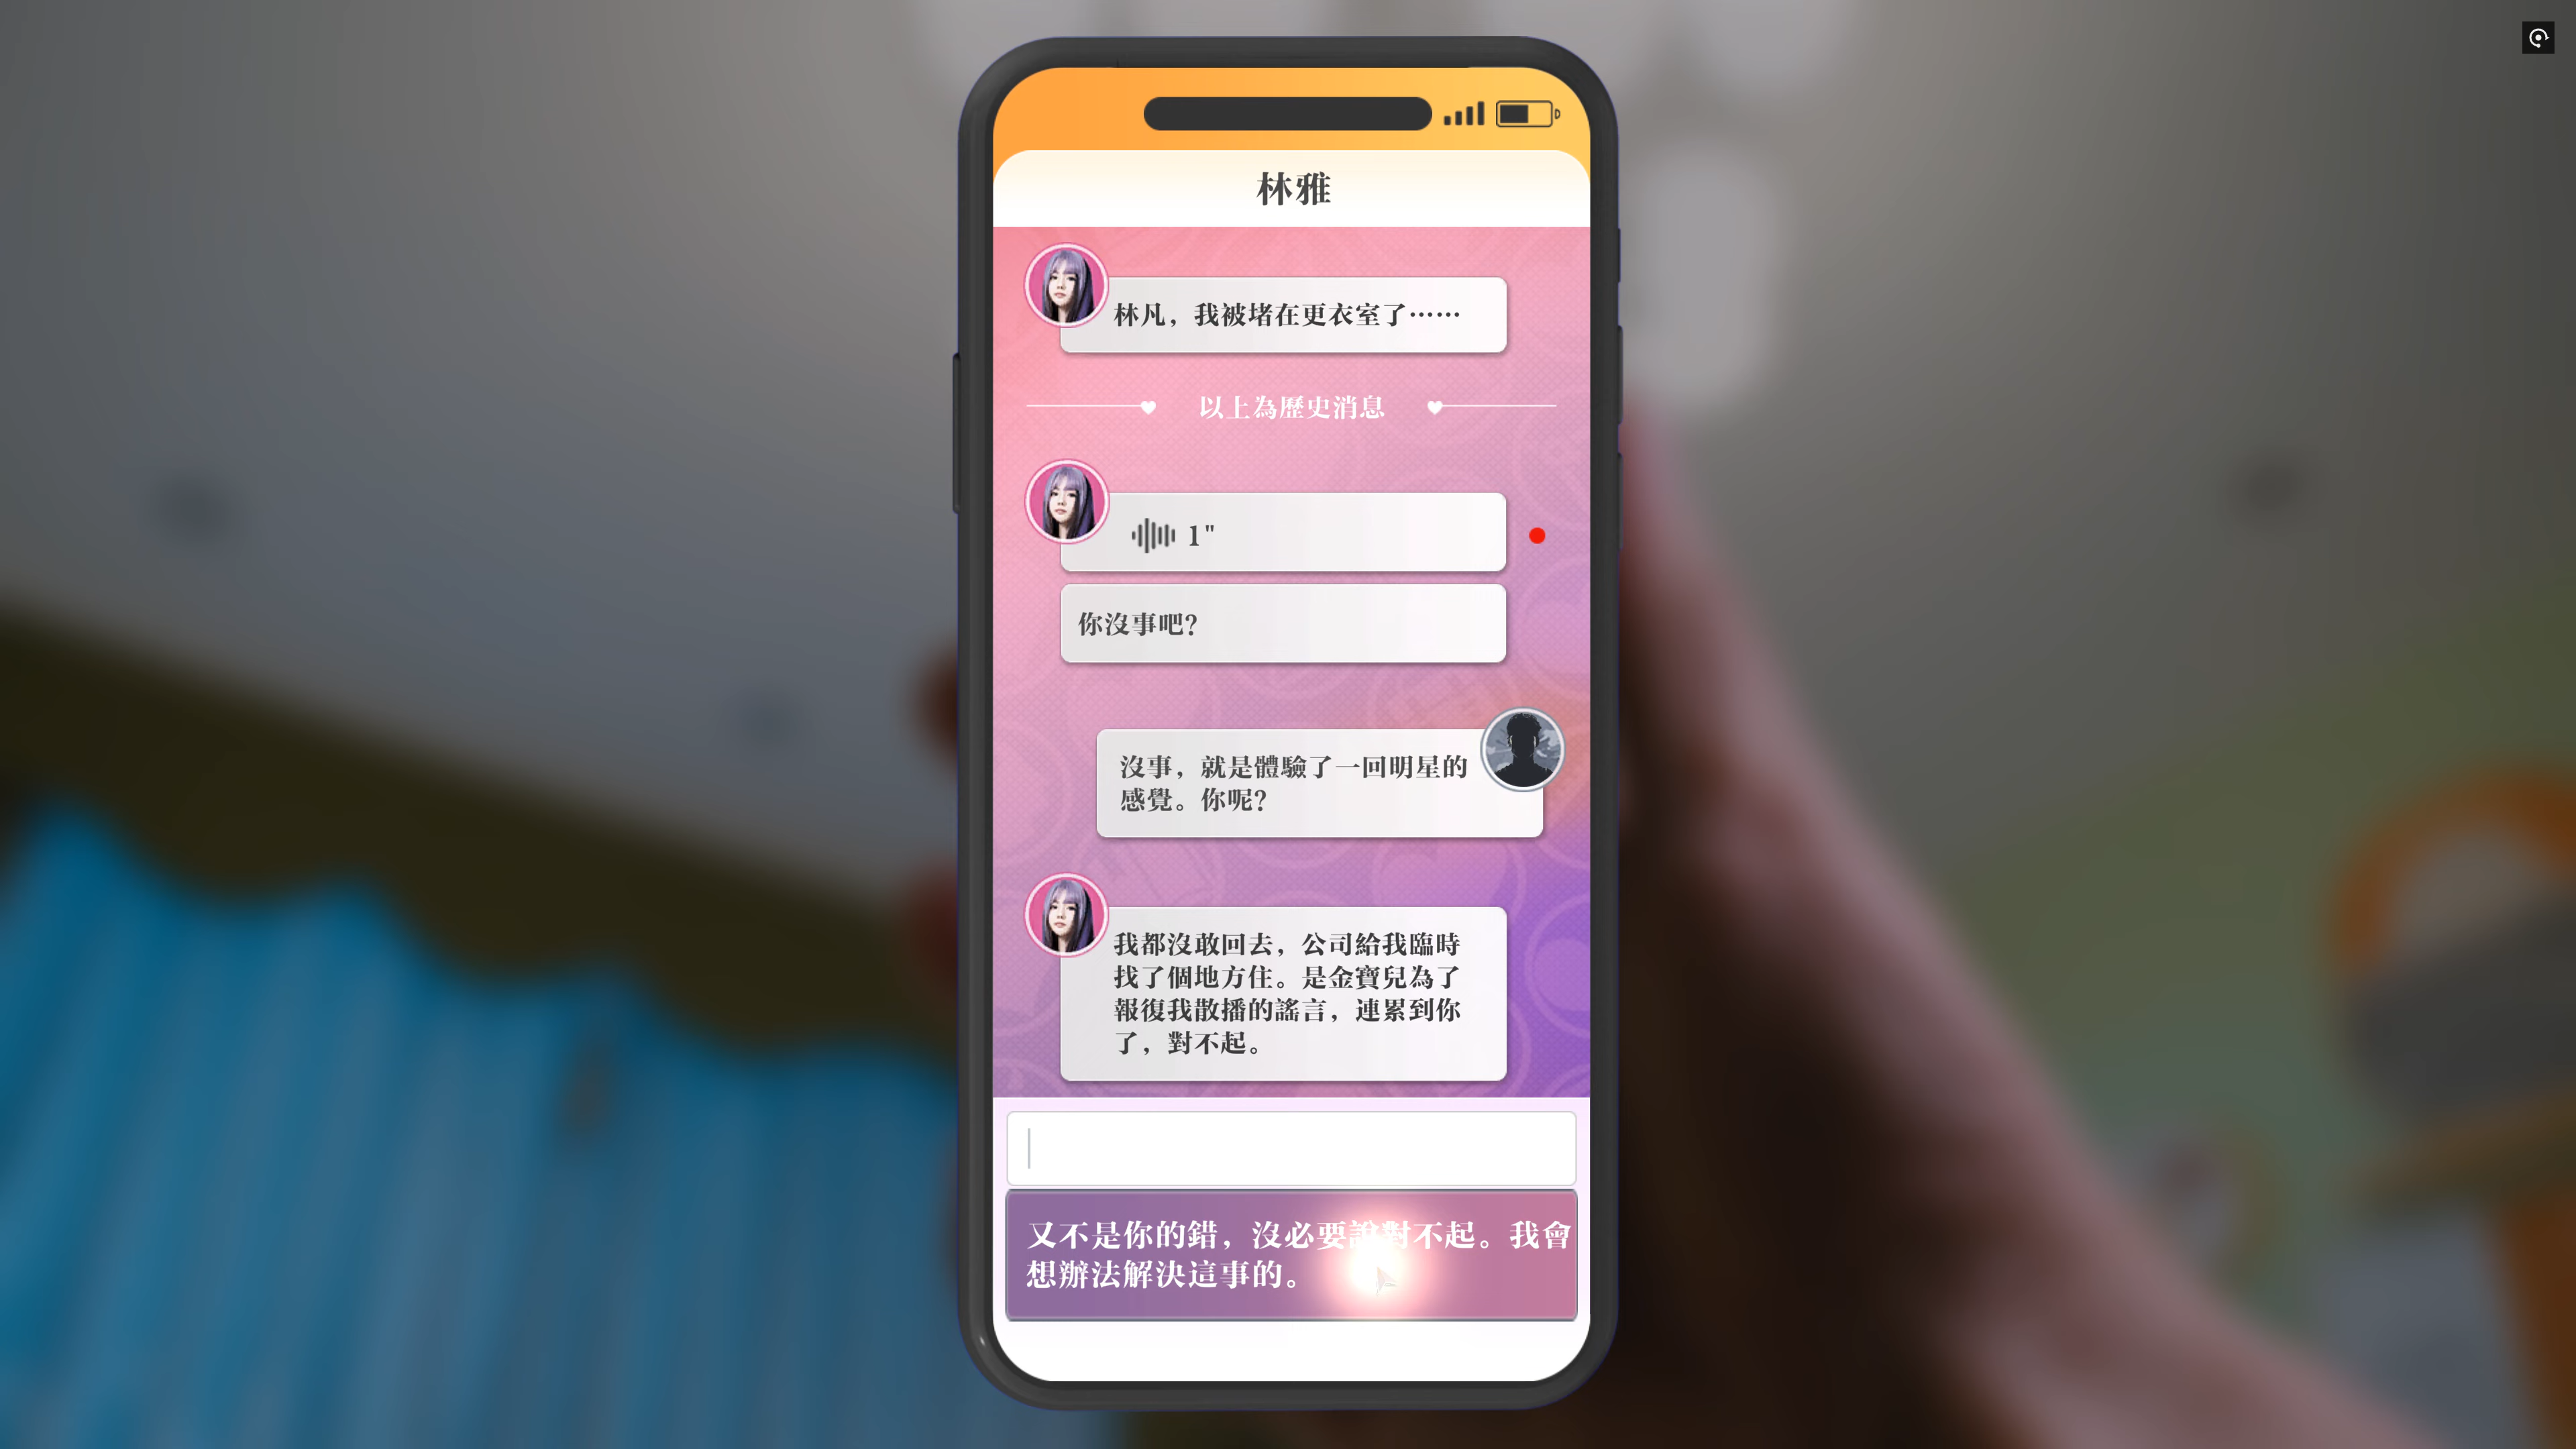 林雅
林凡，我被堵在更衣室了……
以上為歷史消息
1"
你沒事吧？
沒事，就是體驗了一回明星的
感覺。你呢？
我都沒敢回去，公司給我臨時
找了個地方住。是金寶兒為了
報復我散播的謠言，連累到你
了，對不起。
又不是你的錯，沒必要說對不起。我會
想辦法解決這事的。